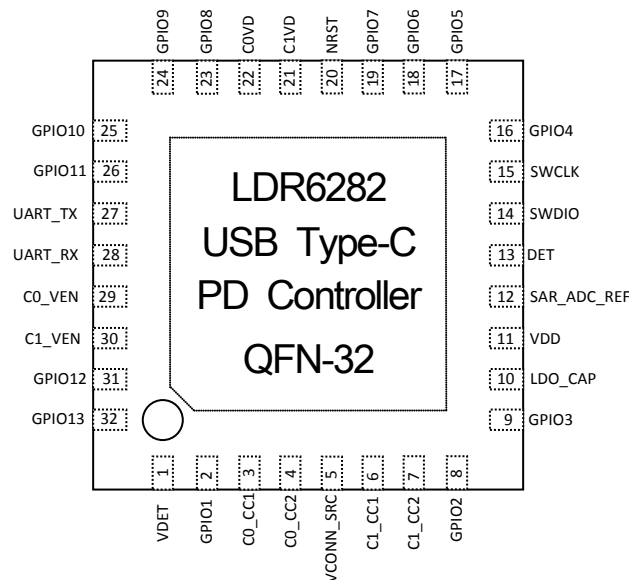 GPIO9
GPIO8
C0VD
C1VD
NRST
GPIO7
GPIO6
GPIO5
24
23
22
21
20
19
18
17
GPIO10 25
GPIO11 26
UART_TX 27
UART_RX 28
C0_VEN 29
C1_VEN 30
GPIO12 31
GPIO13 32
LDR6282
USB Type-C
PD Controller
QFN-32
16 GPIO4
15 SWCLK
14 SWDIO
13 DET
12 SAR_ADC_REF
11 VDD
10 LDO_CAP
9 GPIO3
1
2
3
4
5
6
7
8
VDET
GPIO1
C0_CC1
C0_CC2
VCONN_SRC
C1_CC1
C1_CC2
GPIO2